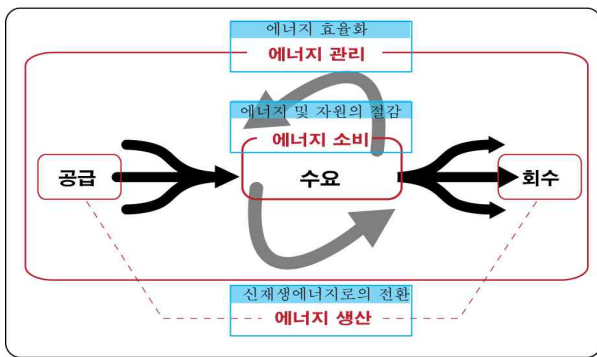 에너지 효율화
에너지 관리
에너지 및 자원의 절감
에너지 소비
공급
수요
회수
신재생에너지로의 전환
에너지 생산